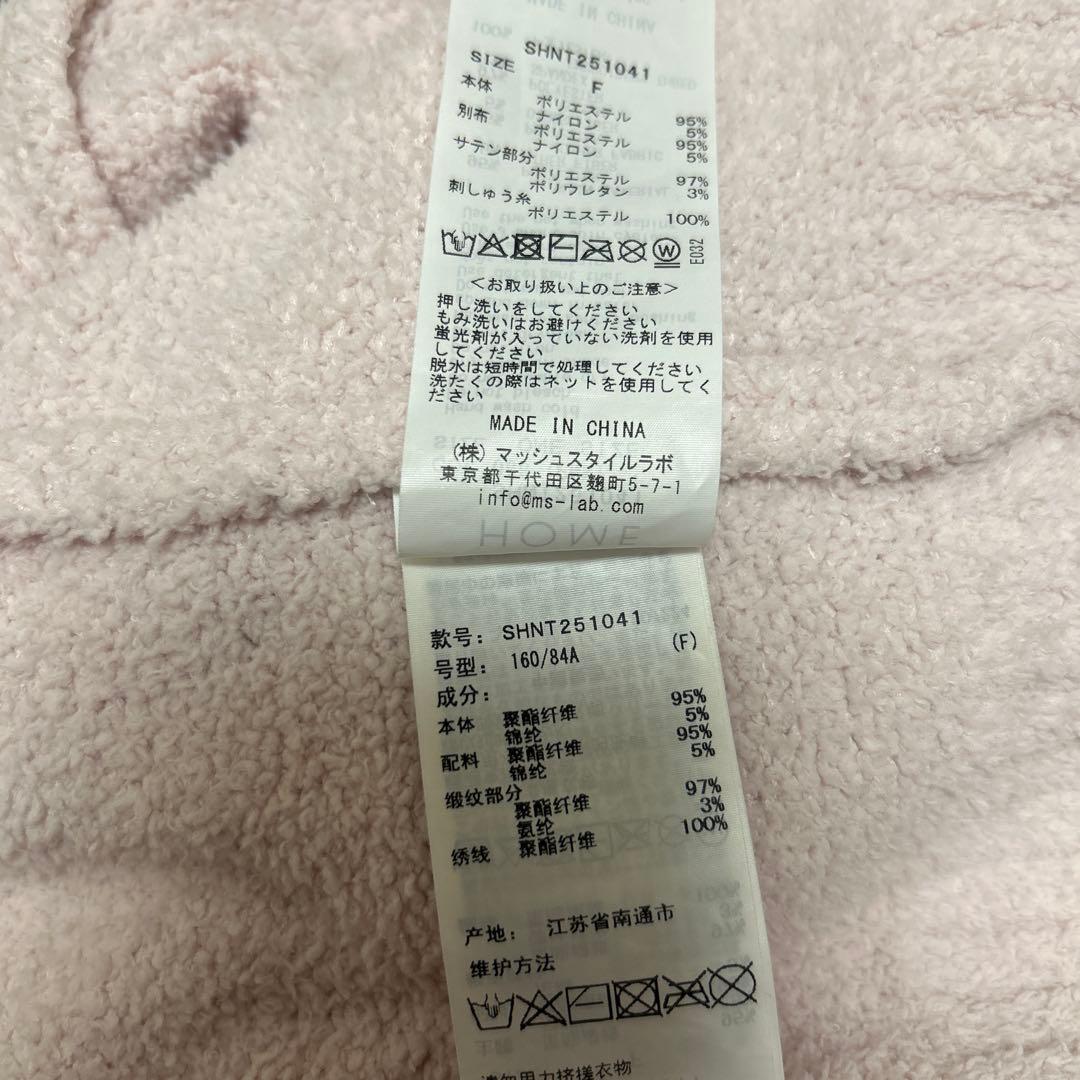 MADE IN CHINA
SHNT251041
SIZE F
本体 ポリエステル 95%
ナイロン 5%
別布 ポリエステル 95%
ナイロン 5%
サテン部分
ポリエステル 97%
ポリウレタン 3%
刺しゅう糸
ポリエステル 100%
W
E032
<お取り扱い上のご注意>
押し洗いをしてください
もみ洗いはお避けください
蛍光剤が入っていない洗剤を使用
してください
脱水は短時間で処理してください
洗たくの際はネットを使用してく
ださい
MADE IN CHINA
(株) マッシュスタイルラボ
東京都千代田区麹町5-7-1
info@ms-lab.com
HOME
款号: SHNT251041
号型: 160/84A (F)
成分:
本体 聚酯纤维 95%
锦纶 5%
配料 聚酯纤维 95%
锦纶 5%
缎纹部分
聚酯纤维 97%
氨纶 3%
绣线 聚酯纤维 100%
产地: 江苏省南通市
维护方法
请勿用力挤搓衣物